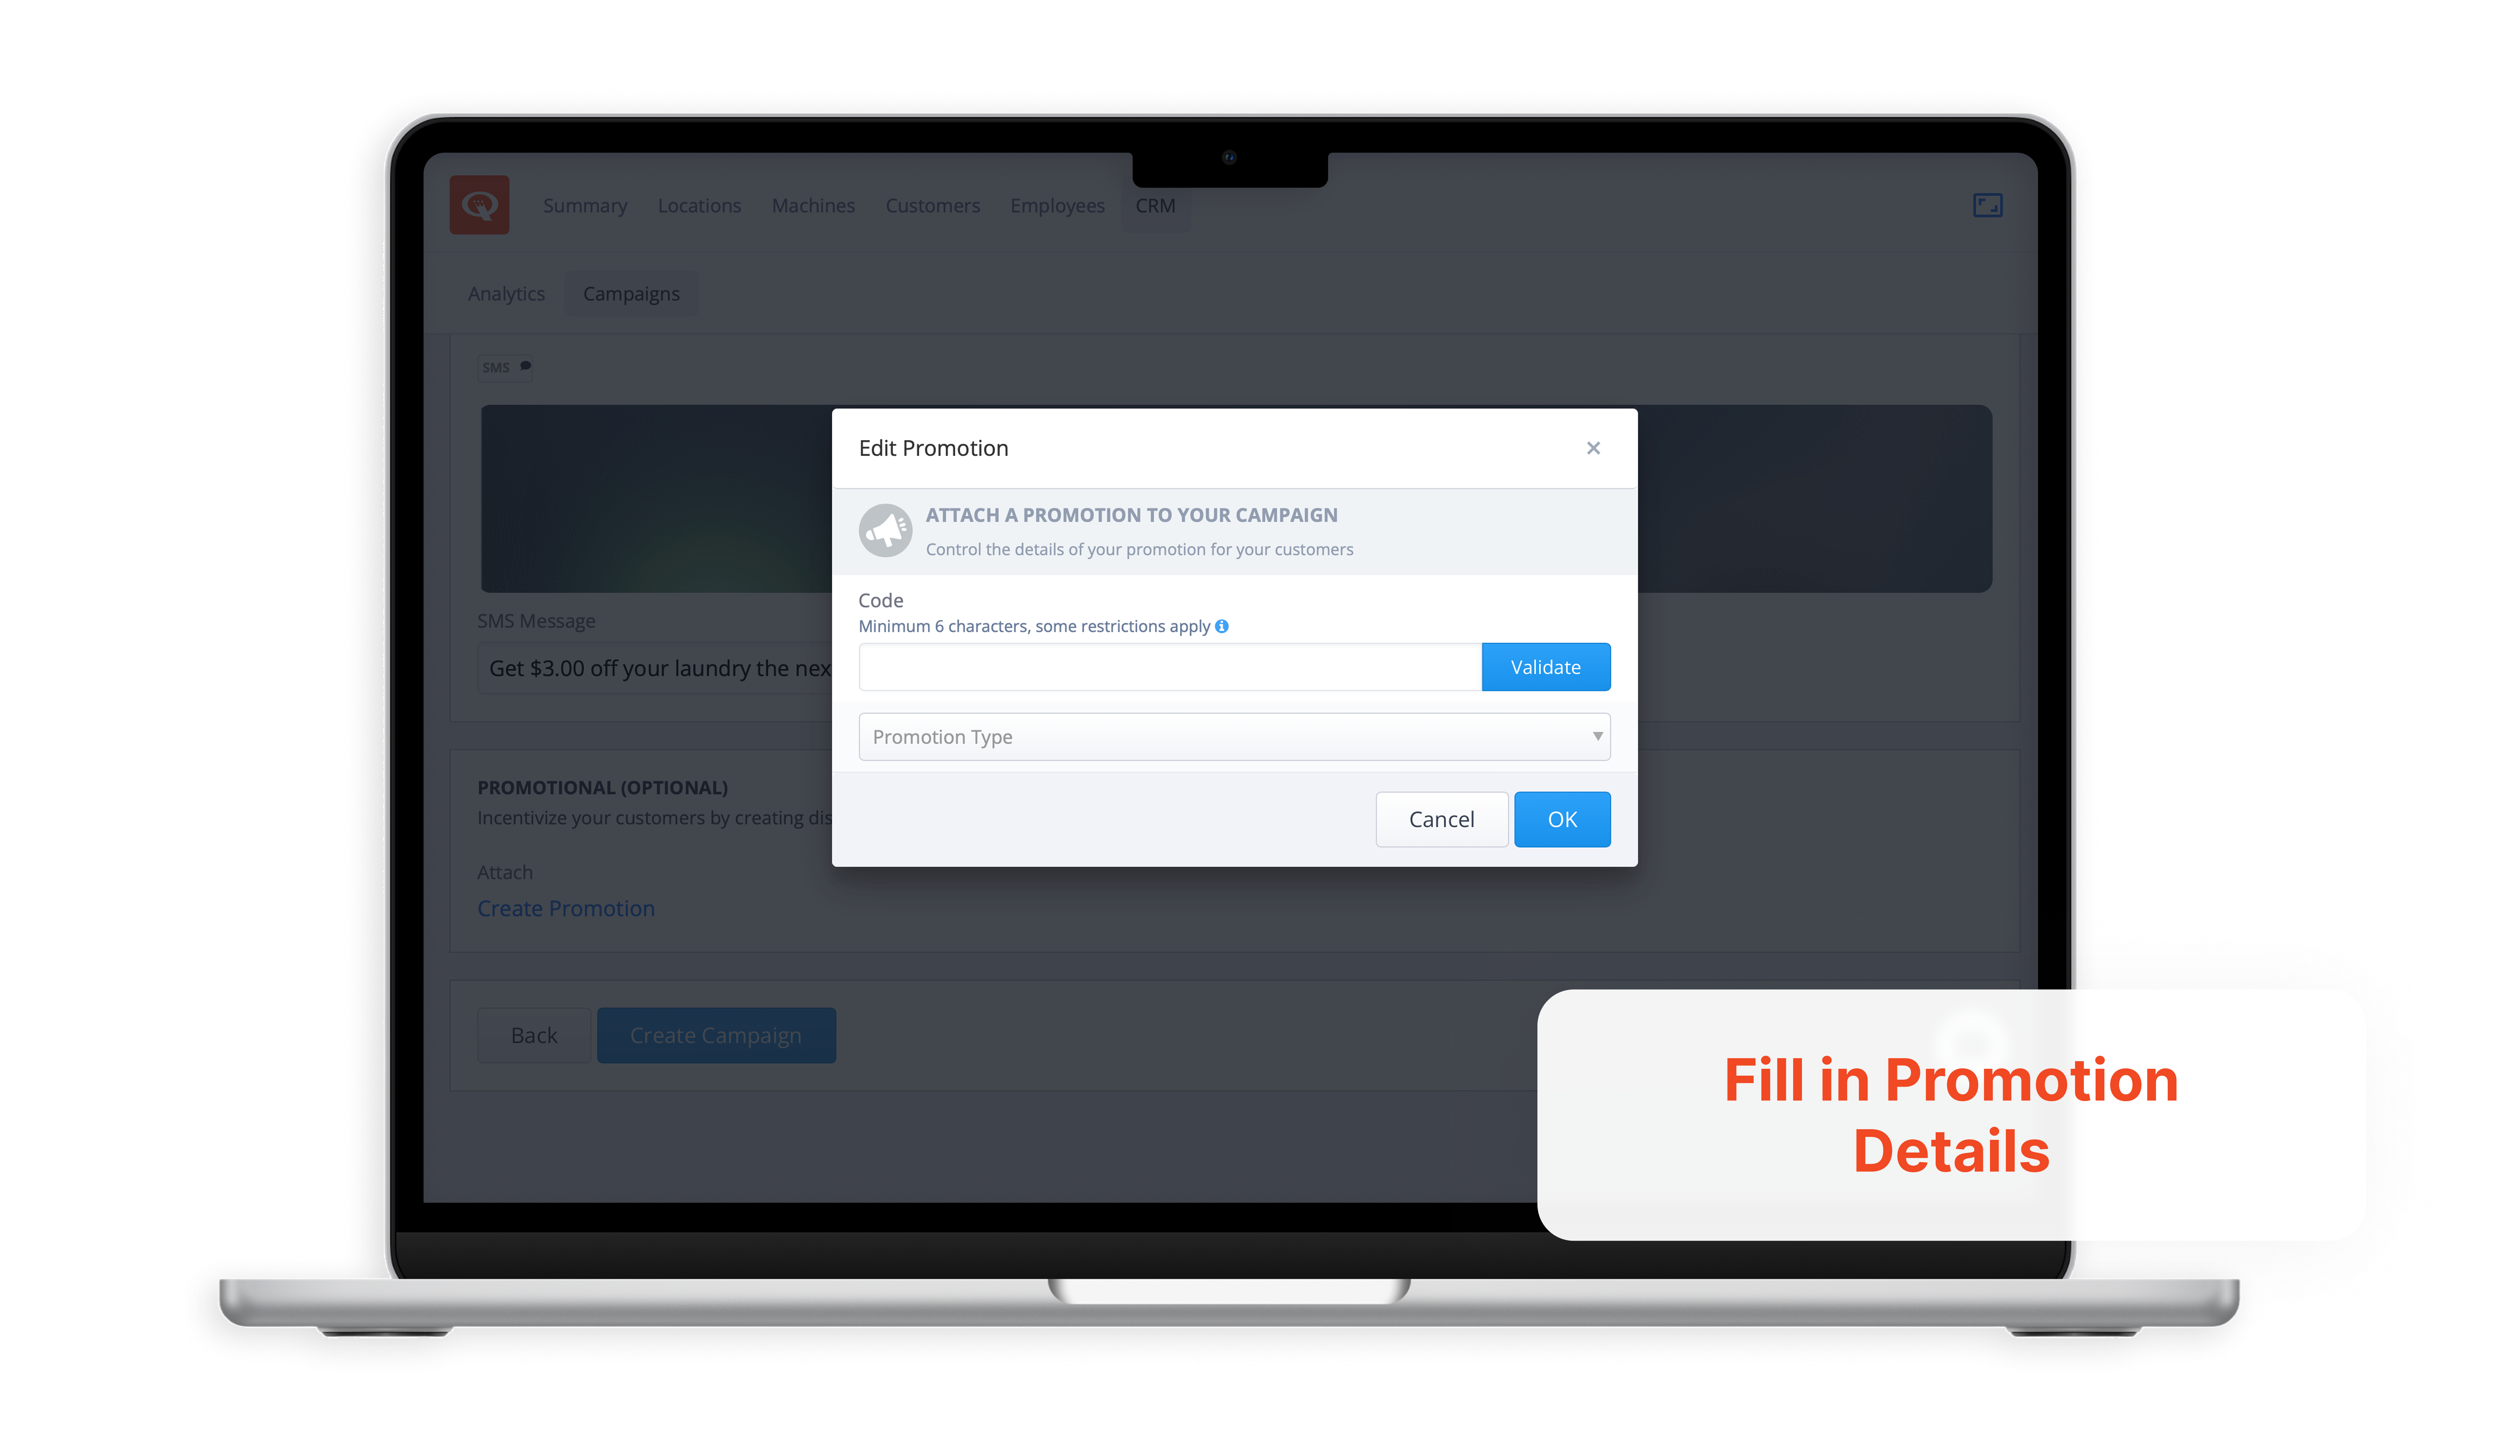 Summary Locations Machines Customers Employees CRM
Analytics Campaigns
SMS
SMS Message
Get $3.00 off your laundry the nex
PROMOTIONAL (OPTIONAL)
Incentivize your customers by creating dis
Attach
Create Promotion
Back Create Campaign
Edit Promotion
ATTACH A PROMOTION TO YOUR CAMPAIGN
Control the details of your promotion for your customers
Code
Minimum 6 characters, some restrictions apply
Validate
Promotion Type
Cancel OK
Fill in Promotion
Details